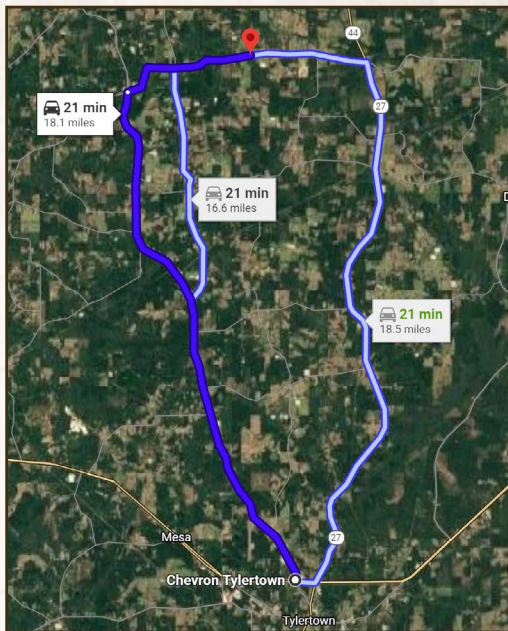 44
27
21 min
18.1 miles
21 min
16.6 miles
D
21 min
18.5 miles
27
Mesa
Chevron Tylertown
Tylertown